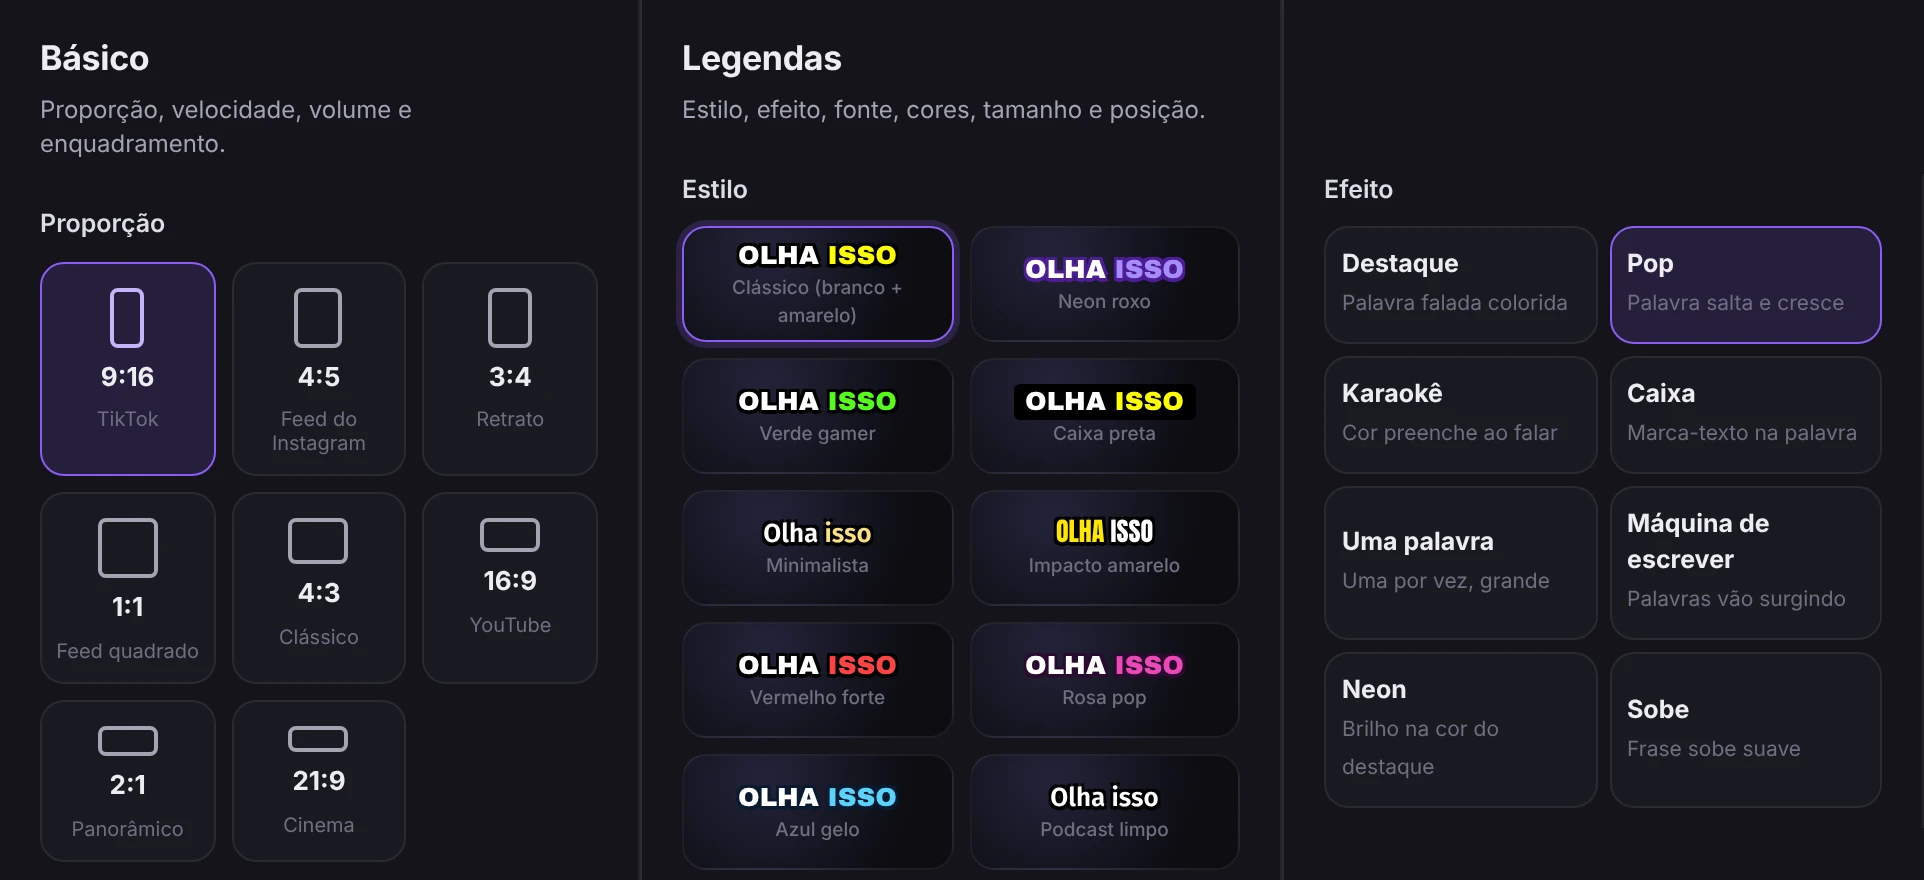 Básico
Proporção, velocidade, volume e
enquadramento.
Proporção
9:16
TikTok
4:5
Feed do
Instagram
3:4
Retrato
1:1
Feed quadrado
4:3
Clássico
16:9
YouTube
2:1
Panorâmico
21:9
Cinema
Legendas
Estilo, efeito, fonte, cores, tamanho e posição.
Estilo
OLHA ISSO
Clássico (branco +
amarelo)
OLHA ISSO
Neon roxo
OLHA ISSO
Verde gamer
OLHA ISSO
Caixa preta
Olha isso
Minimalista
OLHA ISSO
Impacto amarelo
OLHA ISSO
Vermelho forte
OLHA ISSO
Rosa pop
OLHA ISSO
Azul gelo
Olha isso
Podcast limpo
Efeito
Destaque
Palavra falada colorida
Pop
Palavra salta e cresce
Karaokê
Cor preenche ao falar
Caixa
Marca-texto na palavra
Uma palavra
Uma por vez, grande
Máquina de
escrever
Palavras vão surgindo
Neon
Brilho na cor do
destaque
Sobe
Frase sobe suave